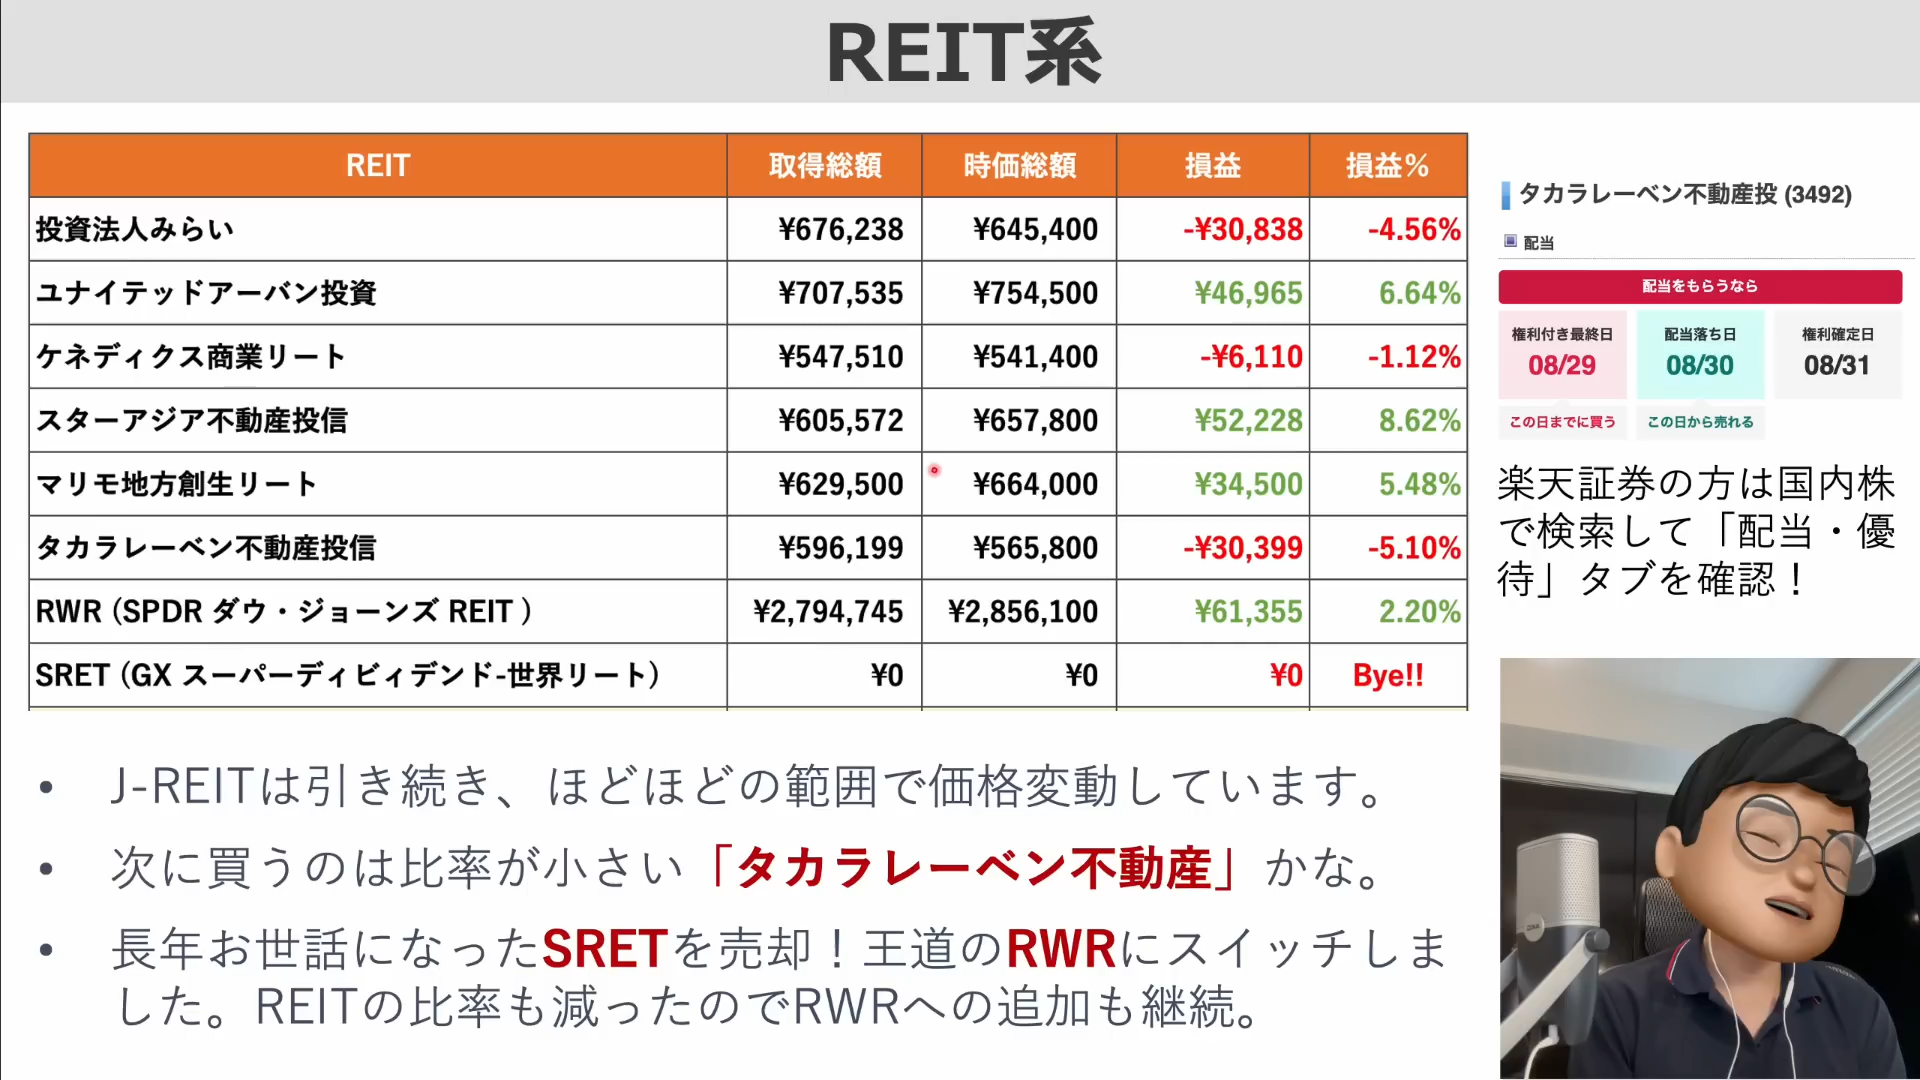 REIT系
REIT 取得総額 時価総額 損益 損益%
投資法人みらい ¥676,238 ¥645,400 -¥30,838 -4.56%
ユナイテッドアーバン投資 ¥707,535 ¥754,500 ¥46,965 6.64%
ケネディクス商業リート ¥547,510 ¥541,400 -¥6,110 -1.12%
スターアジア不動産投信 ¥605,572 ¥657,800 ¥52,228 8.62%
マリモ地方創生リート ¥629,500 ¥664,000 ¥34,500 5.48%
タカラレーベン不動産投信 ¥596,199 ¥565,800 -¥30,399 -5.10%
RWR (SPDR ダウ・ジョーンズ REIT ) ¥2,794,745 ¥2,856,100 ¥61,355 2.20%
SRET (GX スーパーディビィデンド-世界リート) ¥0 ¥0 ¥0 Bye!!
タカラレーベン不動産投 (3492)
配当
配当をもらうなら
権利付き最終日 配当落ち日 権利確定日
08/29 08/30 08/31
この日までに買う この日から売れる
楽天証券の方は国内株
で検索して「配当・優
待」タブを確認！
• J-REITは引き続き、ほどほどの範囲で価格変動しています。
• 次に買うのは比率が小さい「タカラレーベン不動産」かな。
• 長年お世話になったSRETを売却！王道のRWRにスイッチしま
した。REITの比率も減ったのでRWRへの追加も継続。